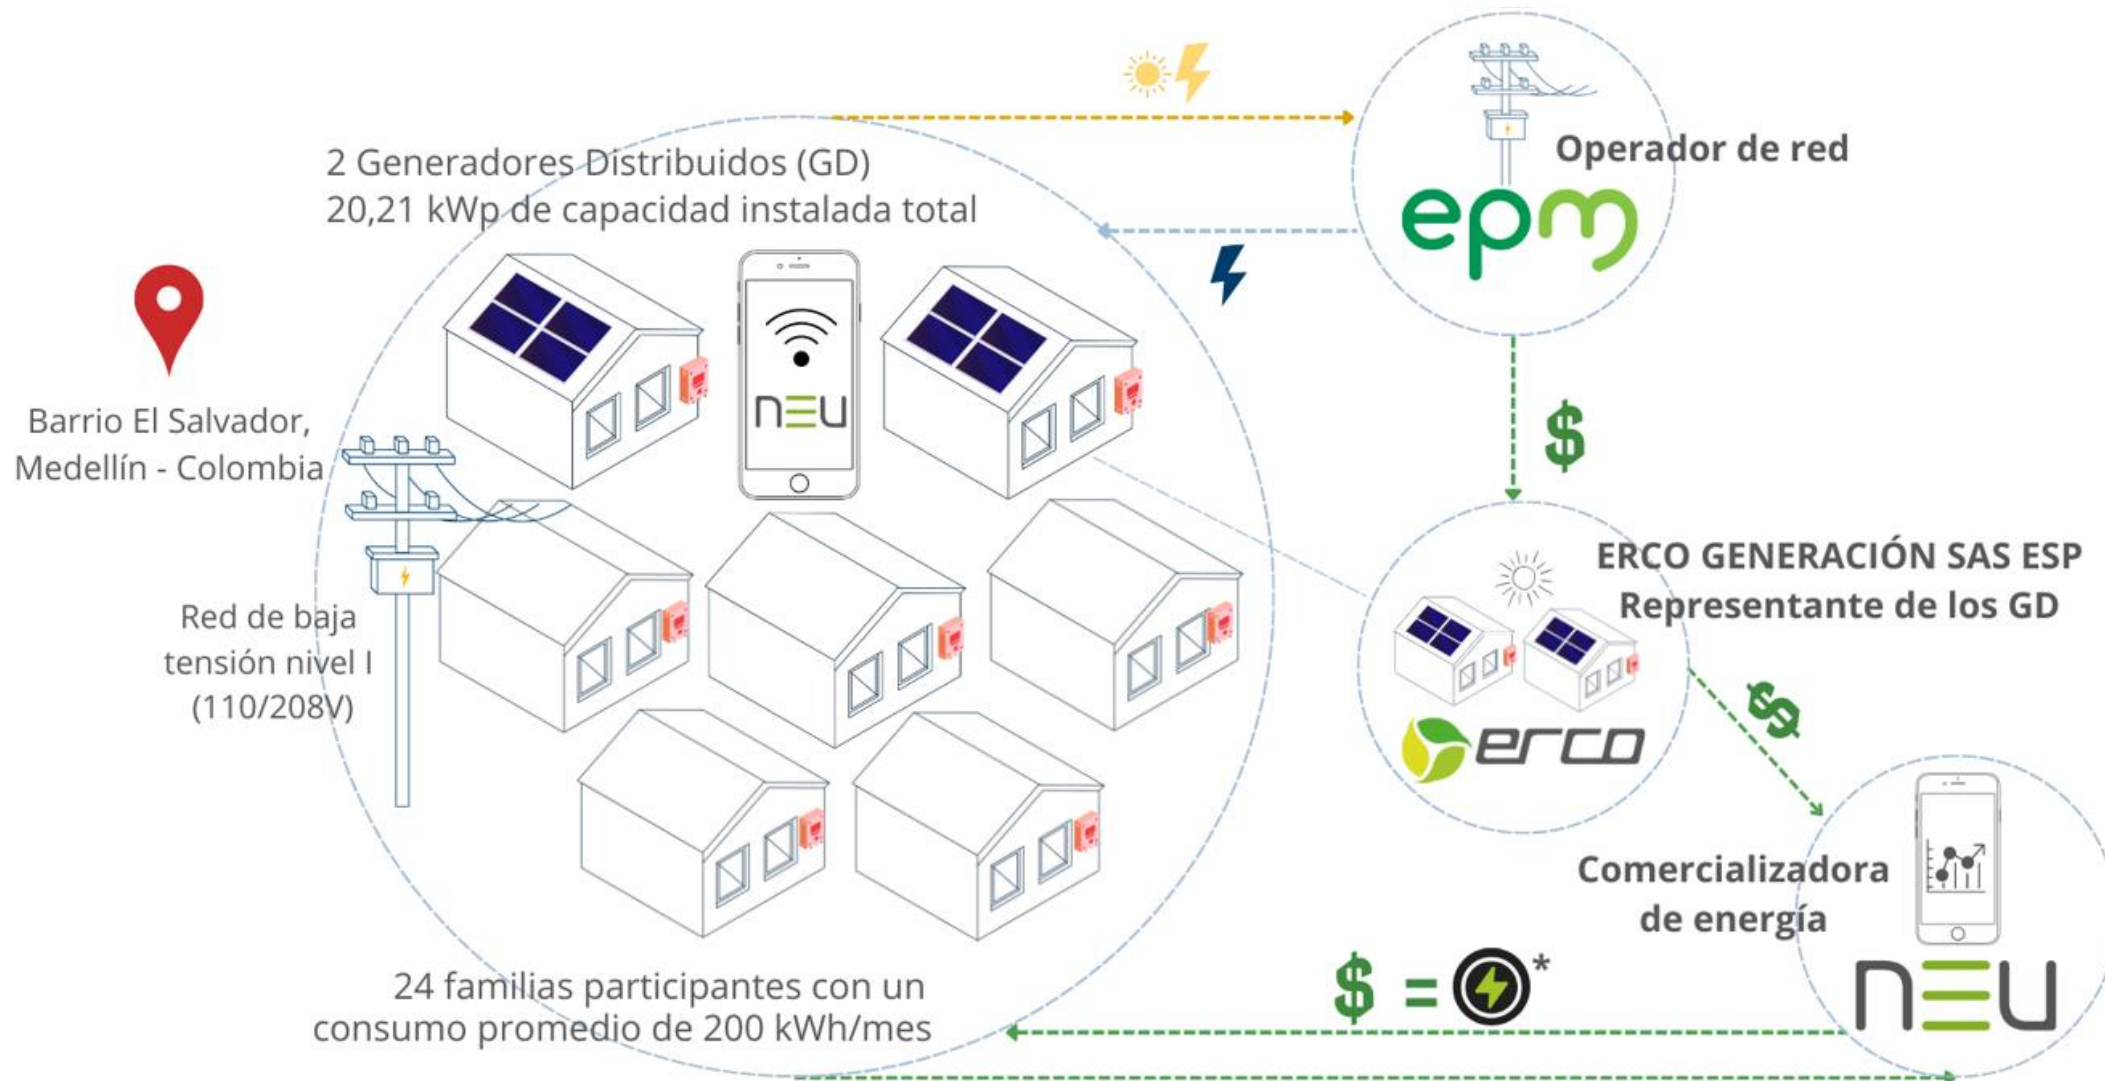 2 Generadores Distribuidos (GD)
20,21 kWp de capacidad instalada total
Operador de red
epm
Barrio El Salvador,
Medellín - Colombia
nEU
Red de baja
tensión nivel I
(110/208V)
$
ERCO GENERACIÓN SAS ESP
Representante de los GD
erco
$
Comercializadora
de energía
nEU
24 familias participantes con un
consumo promedio de 200 kWh/mes
$ = *